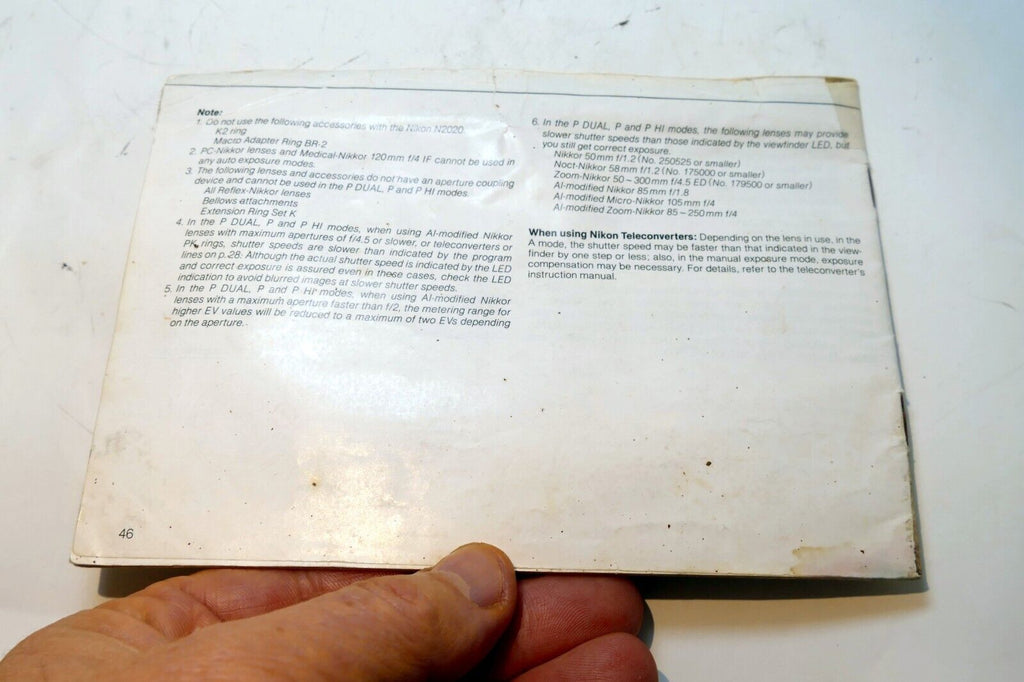 Note:
1. Do not use the following accessories with the Nikon N2020.
K2 ring
Macro Adapter Ring BR-2
2. PC-Nikkor lenses and Medical-Nikkor 120mm f/4 IF cannot be used in
any auto exposure modes.
3. The following lenses and accessories do not have an aperture coupling
device and cannot be used in the P DUAL, P and P HI modes.
All Reflex-Nikkor lenses
Bellows attachments
Extension Ring Set K
4. In the P DUAL, P and P HI modes, when using AI-modified Nikkor
lenses with maximum apertures of f/4.5 or slower, or teleconverters or
PK rings, shutter speeds are slower than indicated by the program
lines on p.28. Although the actual shutter speed is indicated by the LED
and correct exposure is assured even in these cases, check the LED
indication to avoid blurred images at slower shutter speeds.
5. In the P DUAL, P and P HI modes, when using AI-modified Nikkor
lenses with a maximum aperture faster than f/2, the metering range for
higher EV values will be reduced to a maximum of two EVs depending
on the aperture.
6. In the P DUAL, P and P HI modes, the following lenses may provide
slower shutter speeds than those indicated by the viewfinder LED, but
you still get correct exposure.
Nikkor 50mm f/1.2 (No. 250525 or smaller)
Noct-Nikkor 58mm f/1.2 (No. 175000 or smaller)
Zoom-Nikkor 50~300mm f/4.5 ED (No. 179500 or smaller)
AI-modified Nikkor 85mm f/1.8
AI-modified Micro-Nikkor 105mm f/4
AI-modified Zoom-Nikkor 85~250mm f/4
When using Nikon Teleconverters: Depending on the lens in use, in the
A mode, the shutter speed may be faster than that indicated in the view-
finder by one step or less; also, in the manual exposure mode, exposure
compensation may be necessary. For details, refer to the teleconverter's
instruction manual.
46